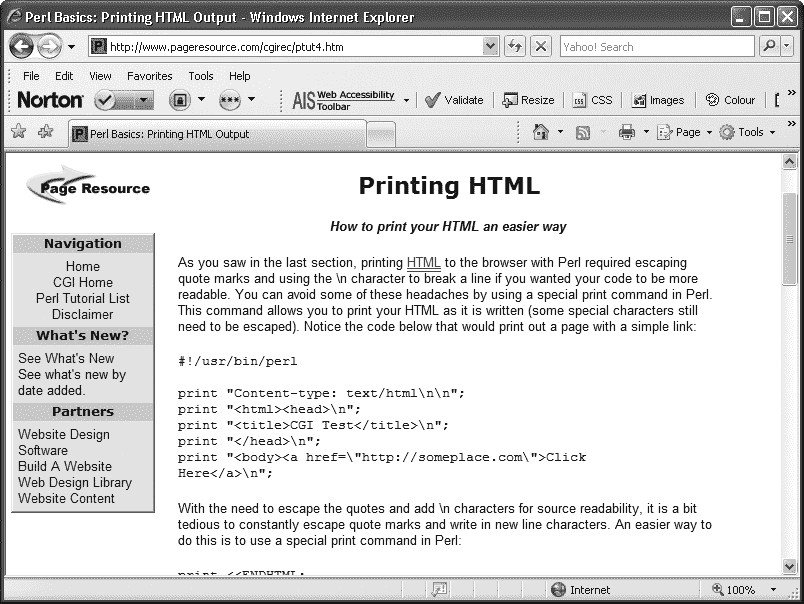 Perl Basics: Printing HTML Output - Windows Internet Explorer
http://www.pageresource.com/cgirec/ptut4.htm
Yahoo! Search
File Edit View Favorites Tools Help
Norton
AIS Web Accessibility Toolbar
Validate Resize CSS Images Colour
Perl Basics: Printing HTML Output
Page Tools
Page Resource
Navigation
Home
CGI Home
Perl Tutorial List
Disclaimer
What's New?
See What's New
See what's new by
date added.
Partners
Website Design
Software
Build A Website
Web Design Library
Website Content
Printing HTML
How to print your HTML an easier way
As you saw in the last section, printing HTML to the browser with Perl required escaping
quote marks and using the \n character to break a line if you wanted your code to be more
readable. You can avoid some of these headaches by using a special print command in Perl.
This command allows you to print your HTML as it is written (some special characters still
need to be escaped). Notice the code below that would print out a page with a simple link:
#!/usr/bin/perl
print "Content-type: text/html\n\n";
print "<html><head>\n";
print "<title>CGI Test</title>\n";
print "</head>\n";
print "<body><a href=\"http://someplace.com\">Click
Here</a>\n";
With the need to escape the quotes and add \n characters for source readability, it is a bit
tedious to constantly escape quote marks and write in new line characters. An easier way to
do this is to use a special print command in Perl:
print <<ENDHTML;
Internet
100%